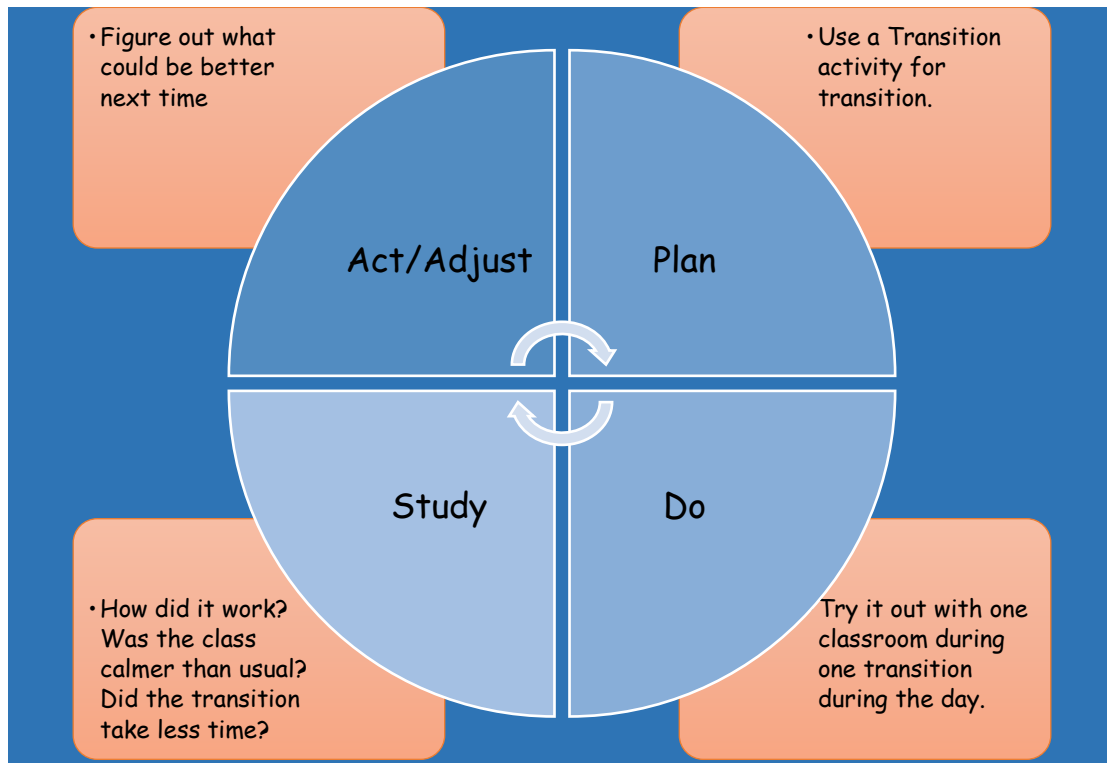 • Figure out what
could be better
next time
• Use a Transition
activity for
transition.
Act/Adjust
Plan
Study
Do
• How did it work?
Was the class
calmer than usual?
Did the transition
take less time?
Try it out with one
classroom during
one transition
during the day.